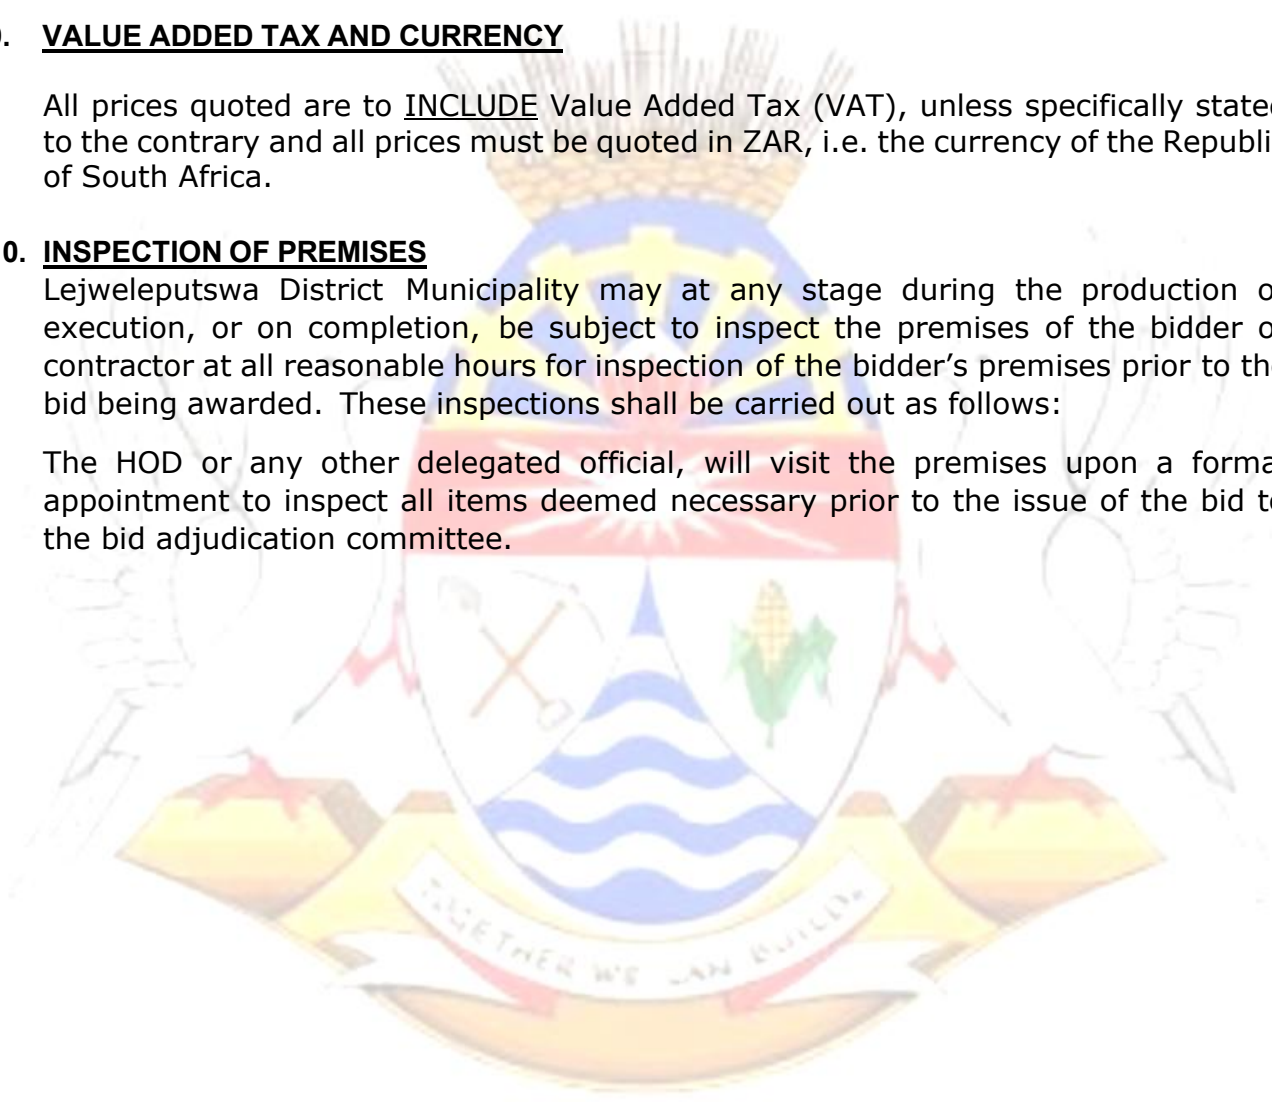 . VALUE ADDED TAX AND CURRENCY
All prices quoted are to INCLUDE Value Added Tax (VAT), unless specifically state
to the contrary and all prices must be quoted in ZAR, i.e. the currency of the Republi
of South Africa.
0. INSPECTION OF PREMISES
Lejweleputswa District Municipality may at any stage during the production o
execution, or on completion, be subject to inspect the premises of the bidder o
contractor at all reasonable hours for inspection of the bidder’s premises prior to th
bid being awarded. These inspections shall be carried out as follows:
The HOD or any other delegated official, will visit the premises upon a forma
appointment to inspect all items deemed necessary prior to the issue of the bid t
the bid adjudication committee.
TOGETHER WE CAN BUILD